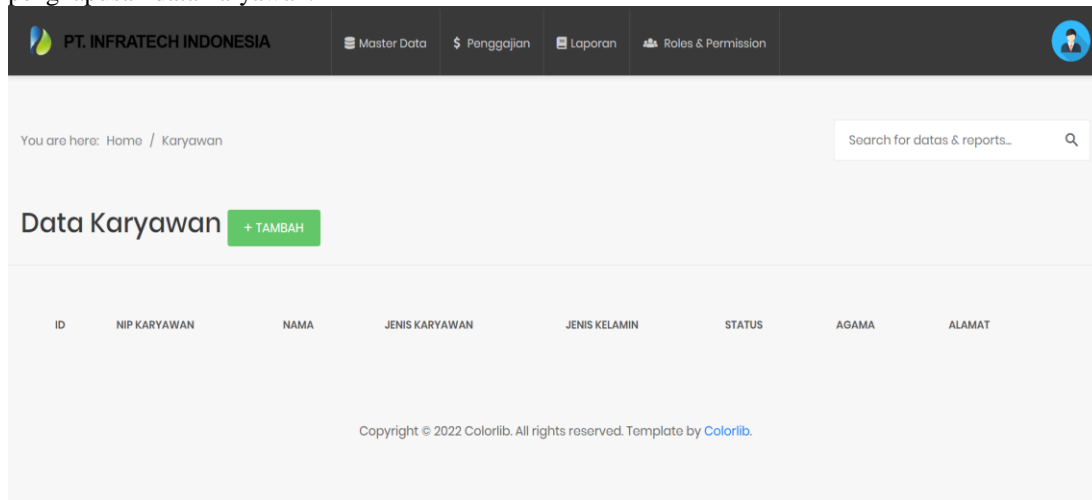 PT. INFRATECH INDONESIA Master Data $ Penggajian Laporan Roles & Permission
You are here: Home / Karyawan Search for datas & reports...
Data Karyawan + TAMBAH
ID NIP KARYAWAN NAMA JENIS KARYAWAN JENIS KELAMIN STATUS AGAMA ALAMAT
Copyright © 2022 Colorlib. All rights reserved. Template by Colorlib.